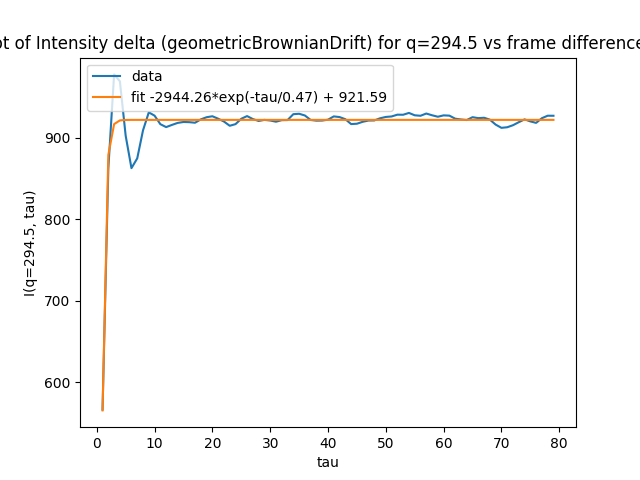 ot of Intensity delta (geometricBrownianDrift) for q=294.5 vs frame difference
data
fit -2944.26*exp(-tau/0.47) + 921.59
I(q=294.5, tau)
900
800
700
600
0 10 20 30 40 50 60 70 80
tau